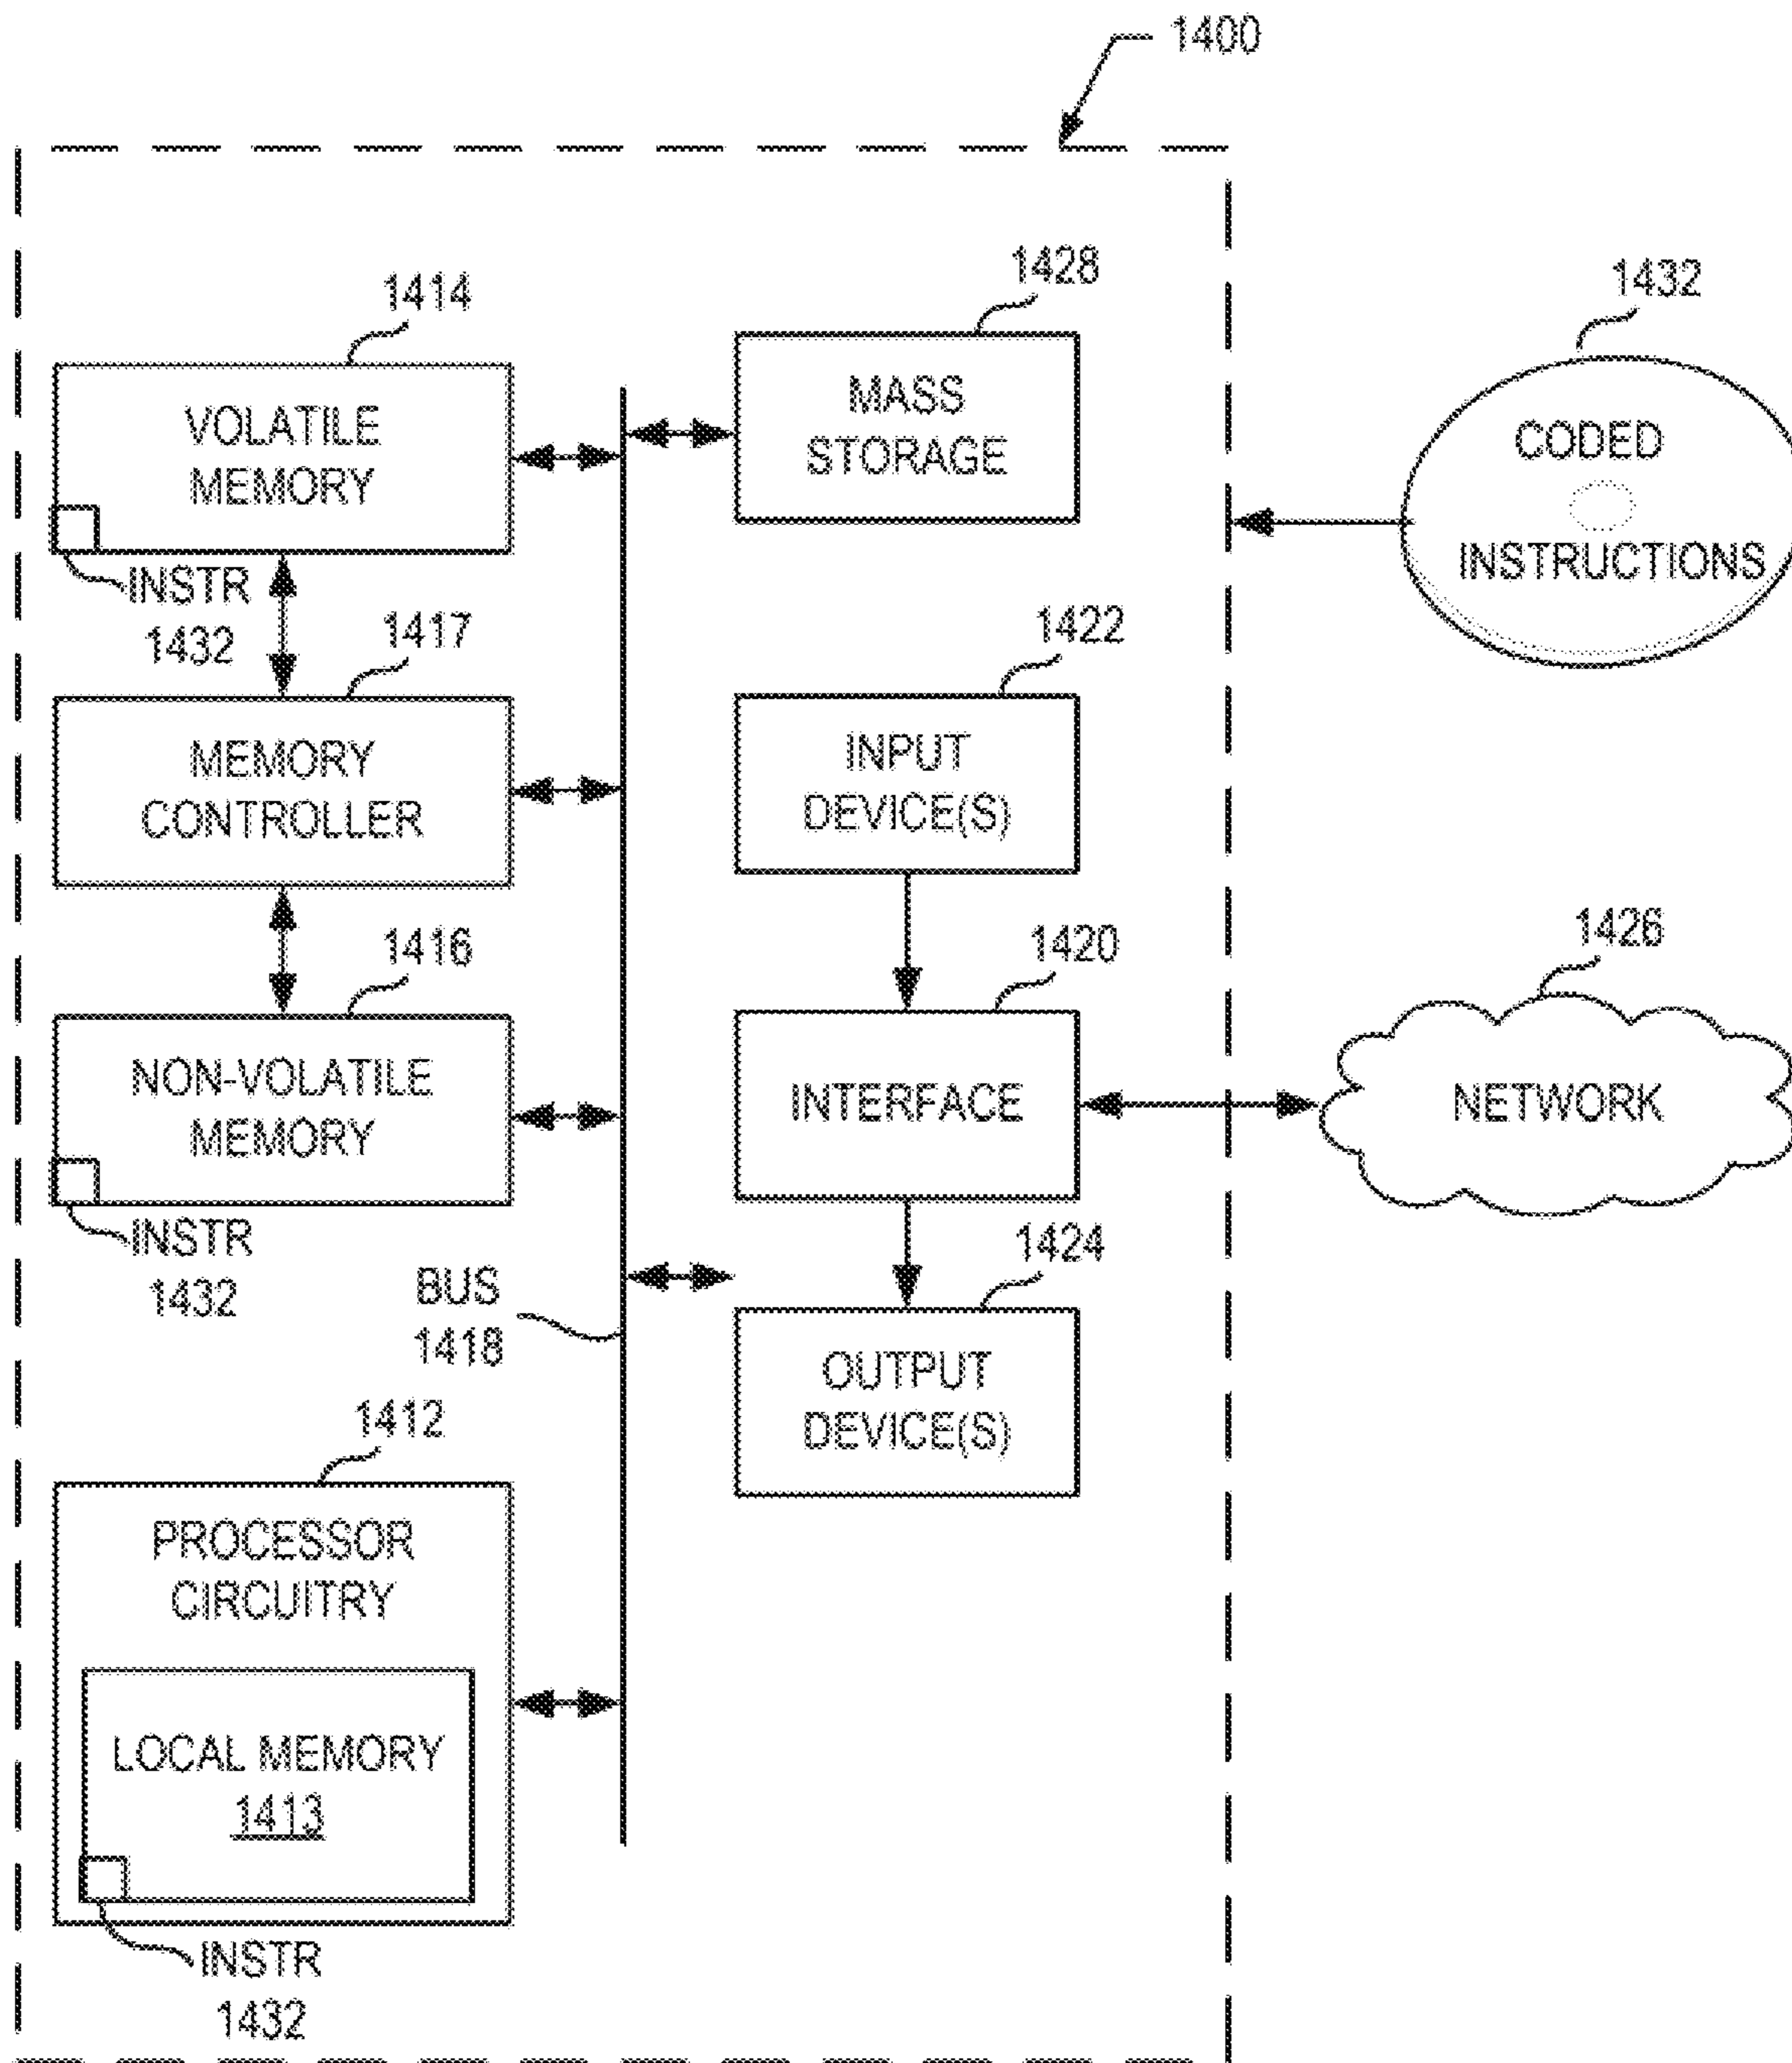 1400
1414
VOLATILE
MEMORY
INSTR
1432
1417
MEMORY
CONTROLLER
1416
NON-VOLATILE
MEMORY
INSTR
1432
BUS
1418
1412
PROCESSOR
CIRCUITRY
LOCAL MEMORY
1413
INSTR
1432
1428
MASS
STORAGE
1422
INPUT
DEVICE(S)
1420
INTERFACE
1424
OUTPUT
DEVICE(S)
1432
CODED
INSTRUCTIONS
1426
NETWORK